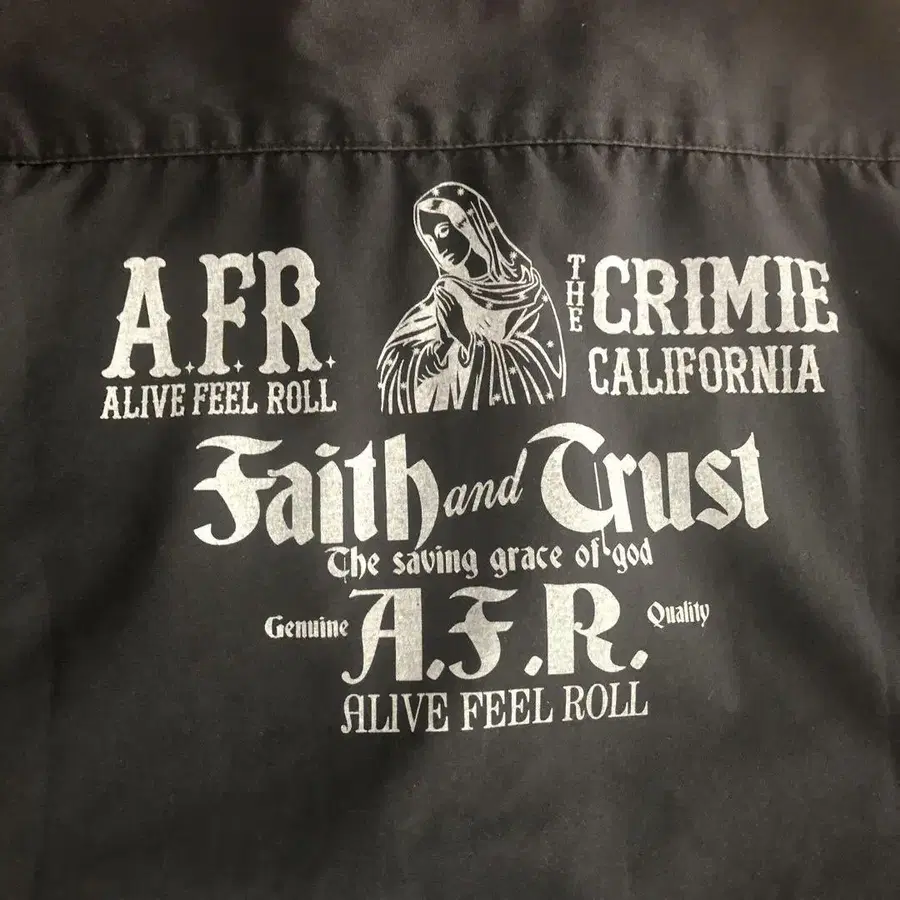 A.F.R.
ALIVE FEEL ROLL
THE CRIMIE
CALIFORNIA
Faith and Trust
The saving grace of god
Genuine A.F.R. Quality
ALIVE FEEL ROLL